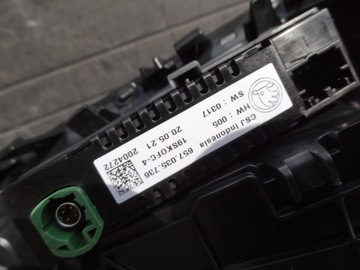 CSJ Indonesia 657.035.736
HW : 005 19SKOFC-4
SW : 0317 20.05.21 2004272